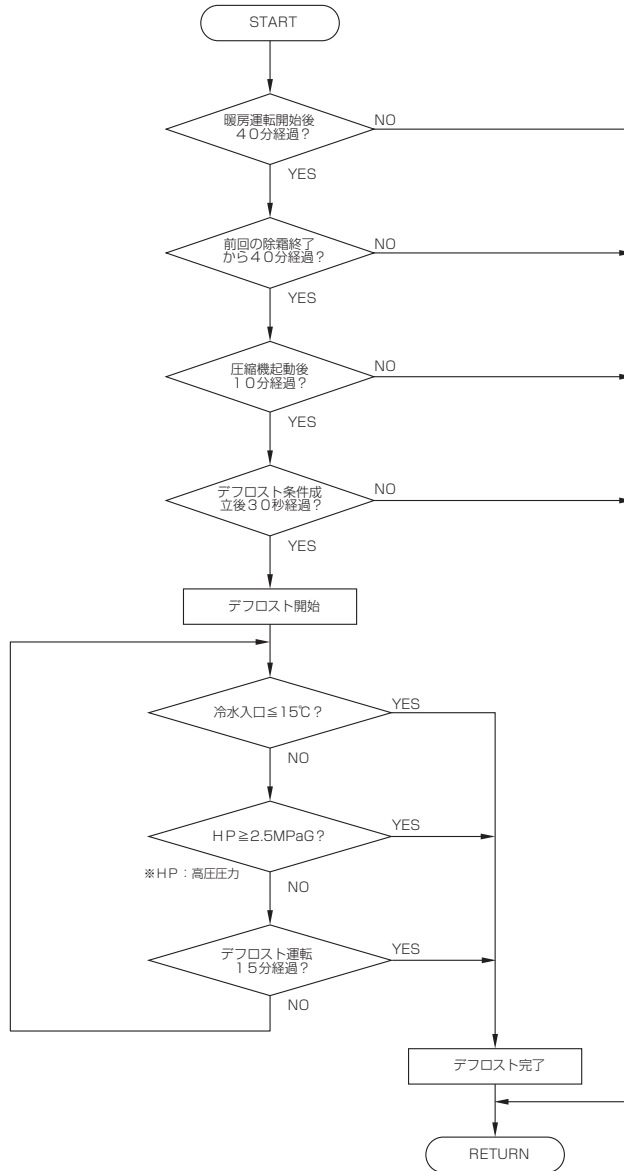 START
暖房運転開始後
４０分経過？
NO
YES
前回の除霜終了
から４０分経過？
NO
YES
圧縮機起動後
１０分経過？
NO
YES
デフロスト条件成
立後３０秒経過？
NO
YES
デフロスト開始
冷水入口≦15℃？
YES
NO
ＨＰ≧2.5MPaG？
YES
※ＨＰ：高圧圧力
NO
デフロスト運転
１５分経過？
YES
NO
デフロスト完了
RETURN